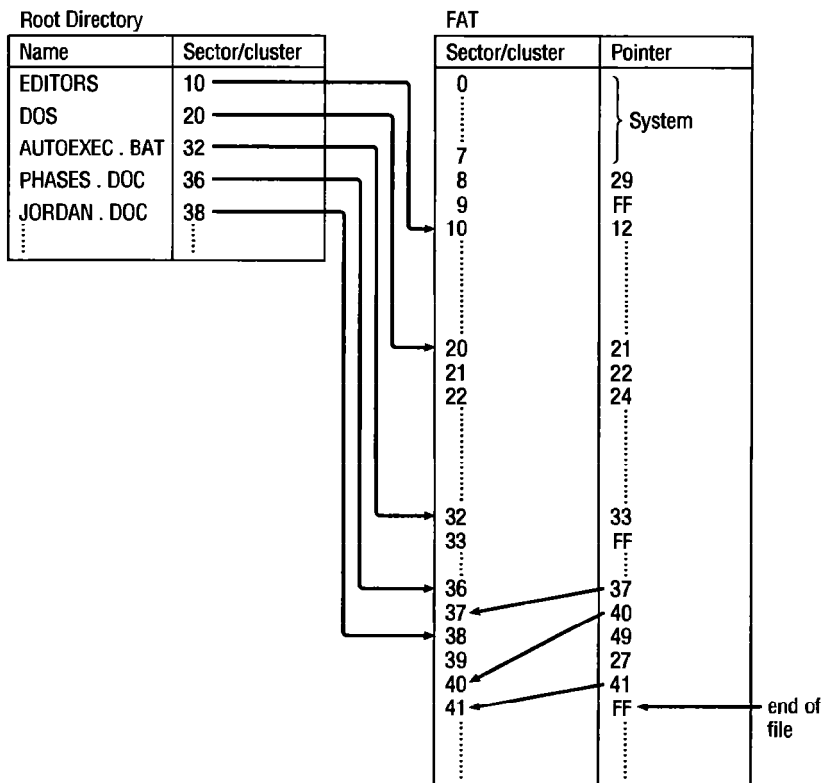 Root Directory
Name Sector/cluster
EDITORS 10
DOS 20
AUTOEXEC . BAT 32
PHASES . DOC 36
JORDAN . DOC 38
FAT
Sector/cluster Pointer
0
System
7
8 29
9 FF
10 12
20 21
21 22
22 24
32 33
33 FF
36 37
37 40
38 49
39 27
40 41
41 FF
end of
file